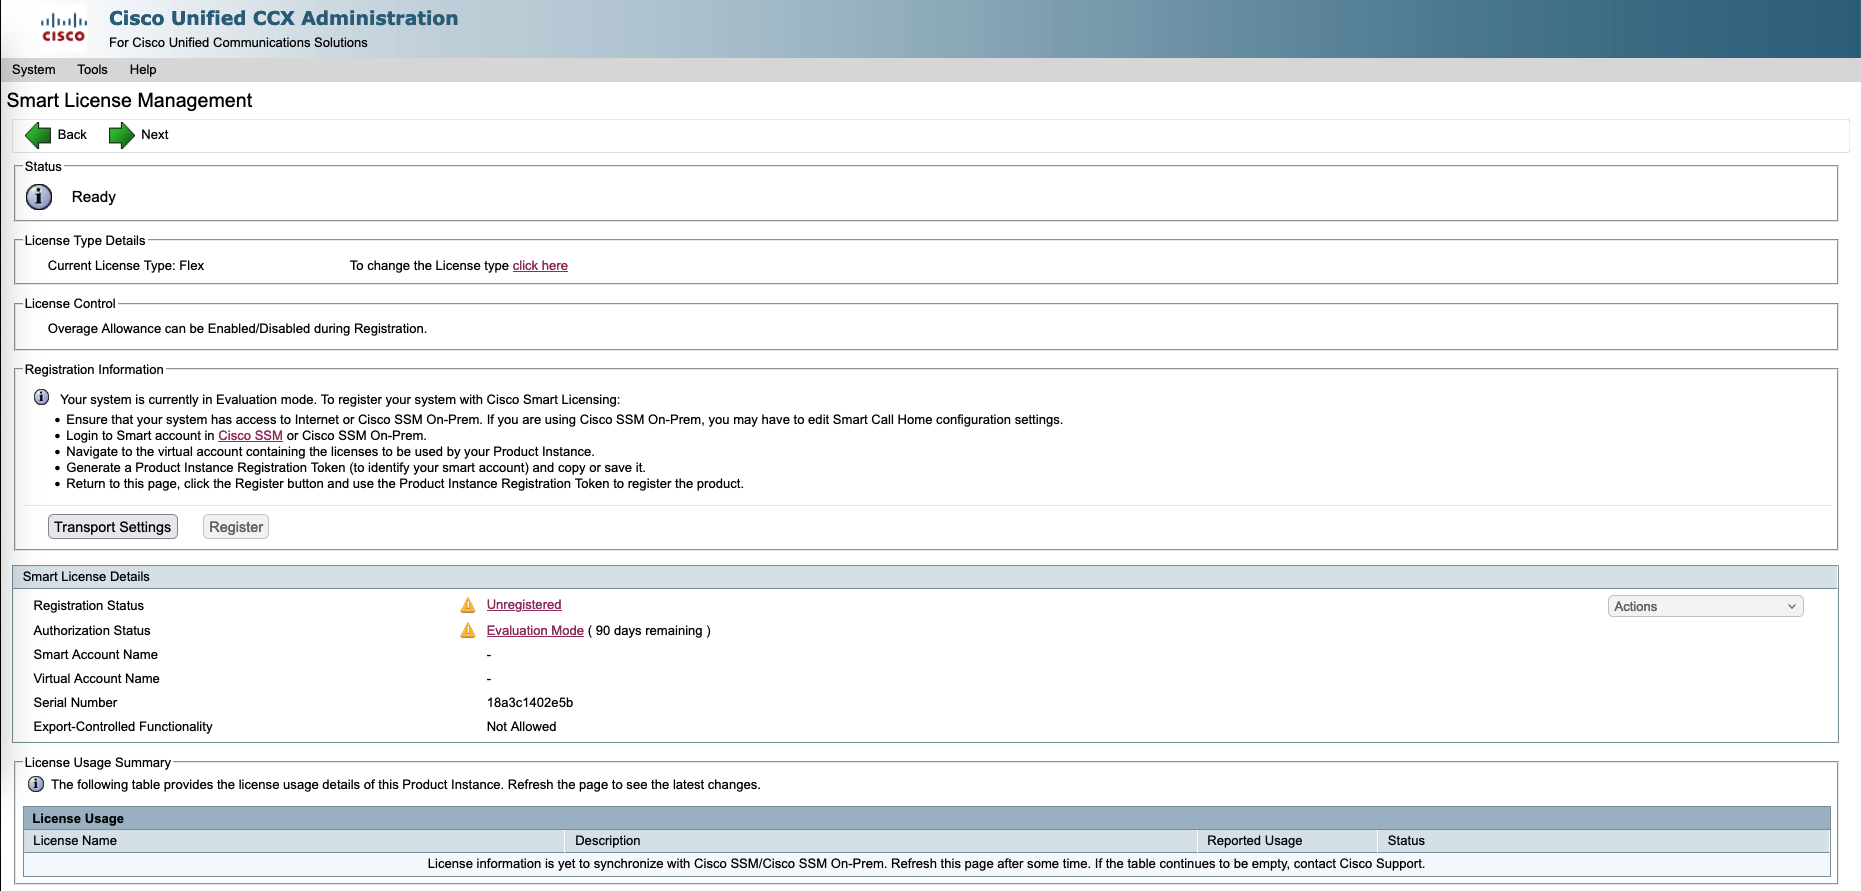 Cisco Unified CCX Administration
CISCO
For Cisco Unified Communications Solutions
System Tools Help
Smart License Management
Back Next
Status
Ready
License Type Details
Current License Type: Flex To change the License type click here
License Control
Overage Allowance can be Enabled/Disabled during Registration.
Registration Information
Your system is currently in Evaluation mode. To register your system with Cisco Smart Licensing:
• Ensure that your system has access to Internet or Cisco SSM On-Prem. If you are using Cisco SSM On-Prem, you may have to edit Smart Call Home configuration settings.
• Login to Smart account in Cisco SSM or Cisco SSM On-Prem.
• Navigate to the virtual account containing the licenses to be used by your Product Instance.
• Generate a Product Instance Registration Token (to identify your smart account) and copy or save it.
• Return to this page, click the Register button and use the Product Instance Registration Token to register the product.
Transport Settings Register
Smart License Details
Registration Status Unregistered Actions
Authorization Status Evaluation Mode ( 90 days remaining )
Smart Account Name -
Virtual Account Name -
Serial Number 18a3c1402e5b
Export-Controlled Functionality Not Allowed
License Usage Summary
The following table provides the license usage details of this Product Instance. Refresh the page to see the latest changes.
License Usage
License Name Description Reported Usage Status
License information is yet to synchronize with Cisco SSM/Cisco SSM On-Prem. Refresh this page after some time. If the table continues to be empty, contact Cisco Support.